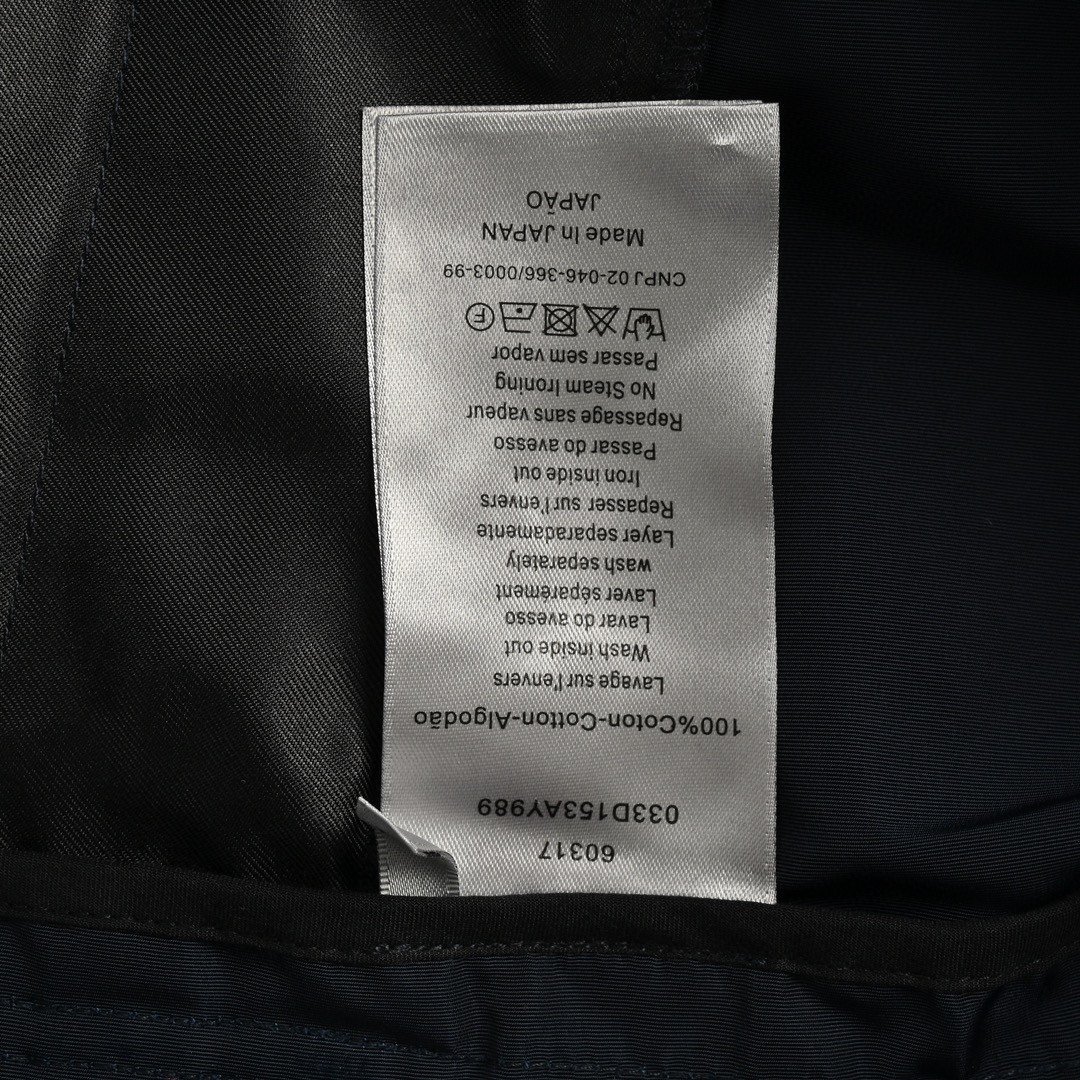 60317
033D153AY989
100%Coton-Cotton-Algodão
Lavage sur l'envers
Wash inside out
Lavar do avesso
Laver séparément
wash separately
Layer separadamente
Repasser sur l'envers
Iron inside out
Passar do avesso
Repassage sans vapeur
No Steam Ironing
Passar sem vapor
F
CNPJ 02-046-366/0003-99
Made In JAPAN
JAPÃO